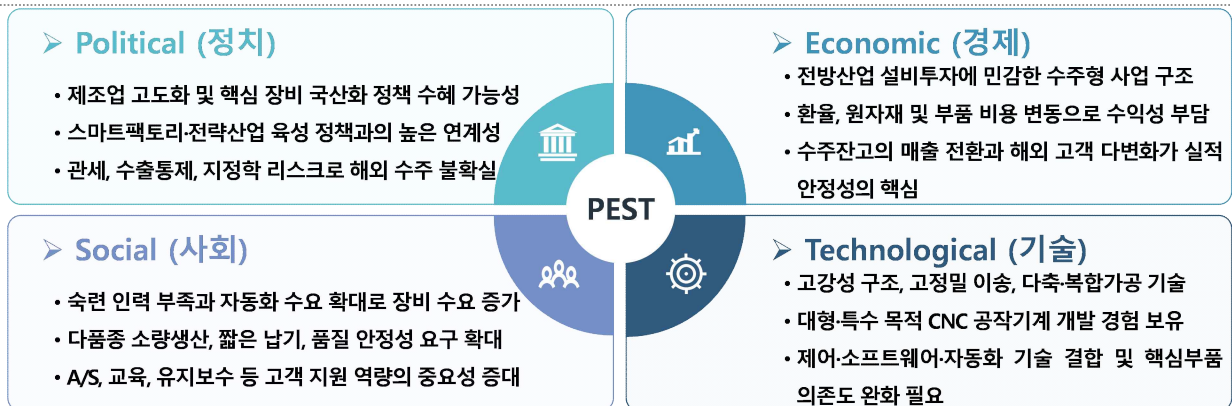 ➢ Political (정치)
• 제조업 고도화 및 핵심 장비 국산화 정책 수혜 가능성
• 스마트팩토리·전략산업 육성 정책과의 높은 연계성
• 관세, 수출통제, 지정학 리스크로 해외 수주 불확실
➢ Economic (경제)
• 전방산업 설비투자에 민감한 수주형 사업 구조
• 환율, 원자재 및 부품 비용 변동으로 수익성 부담
• 수주잔고의 매출 전환과 해외 고객 다변화가 실적
안정성의 핵심
PEST
➢ Social (사회)
• 숙련 인력 부족과 자동화 수요 확대로 장비 수요 증가
• 다품종 소량생산, 짧은 납기, 품질 안정성 요구 확대
• A/S, 교육, 유지보수 등 고객 지원 역량의 중요성 증대
➢ Technological (기술)
• 고강성 구조, 고정밀 이송, 다축·복합가공 기술
• 대형·특수 목적 CNC 공작기계 개발 경험 보유
• 제어·소프트웨어·자동화 기술 결합 및 핵심부품
의존도 완화 필요